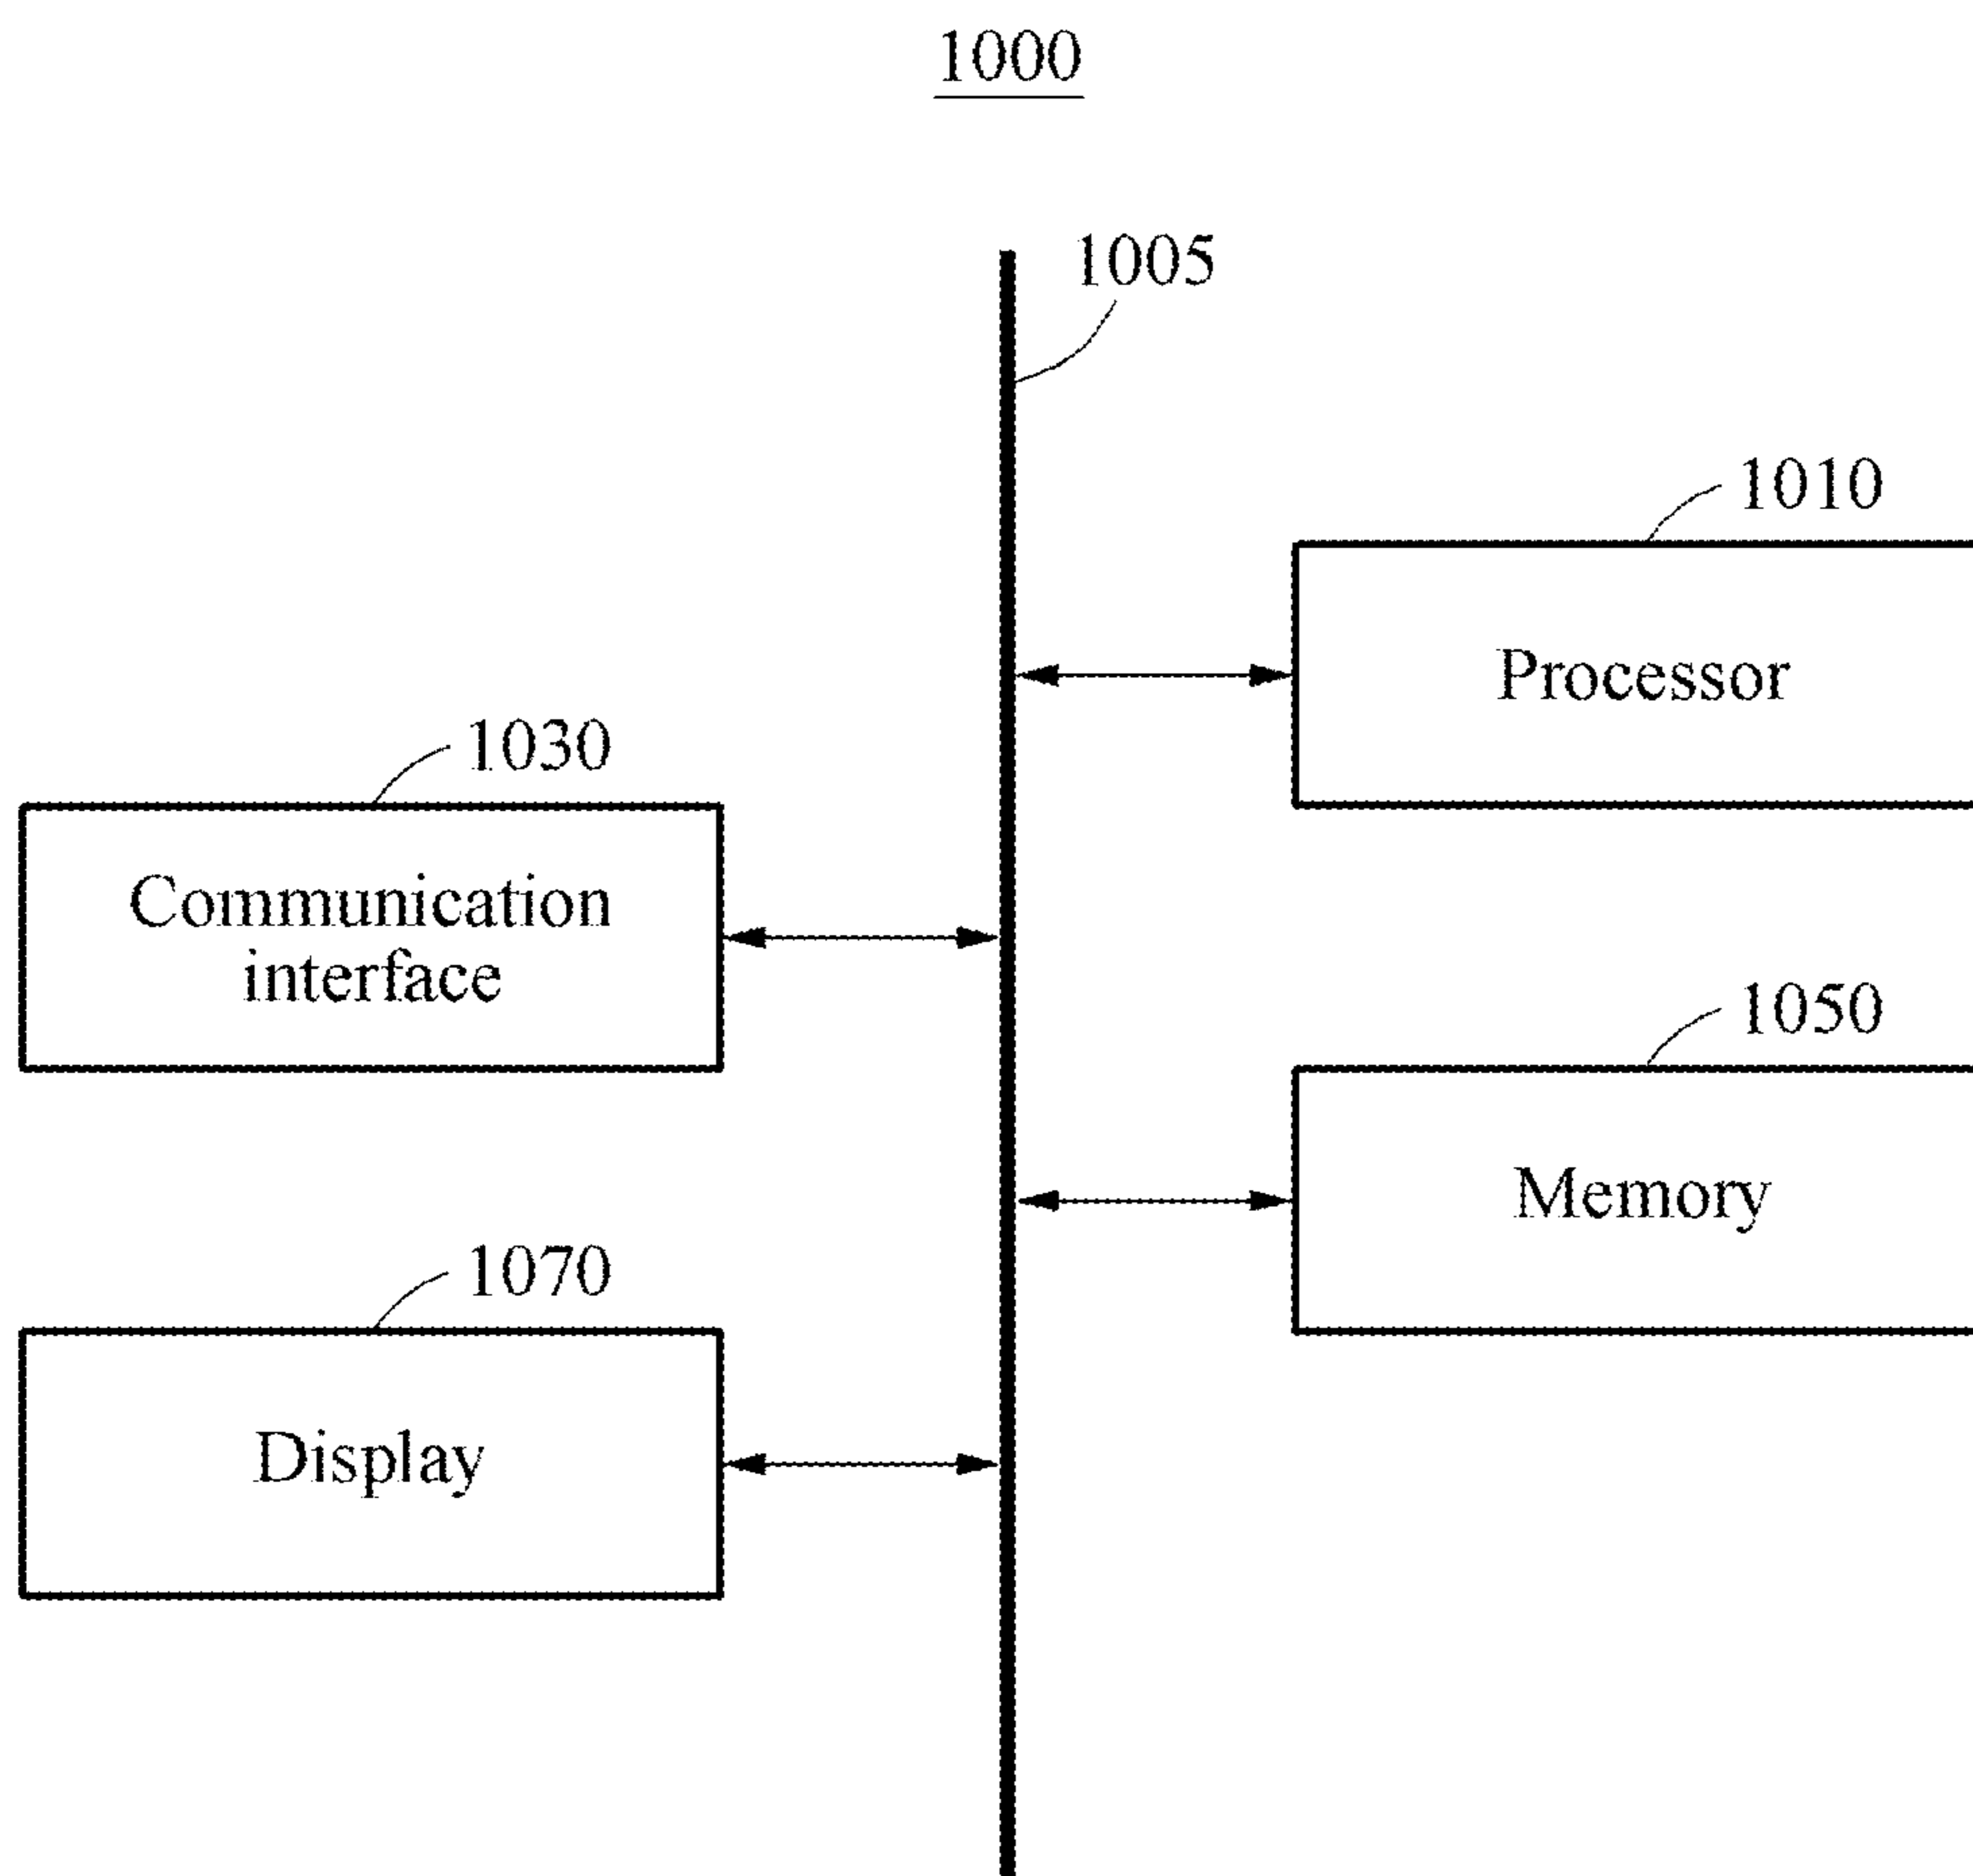 1000
1005
1010
Processor
1030
Communication
interface
1050
Memory
1070
Display